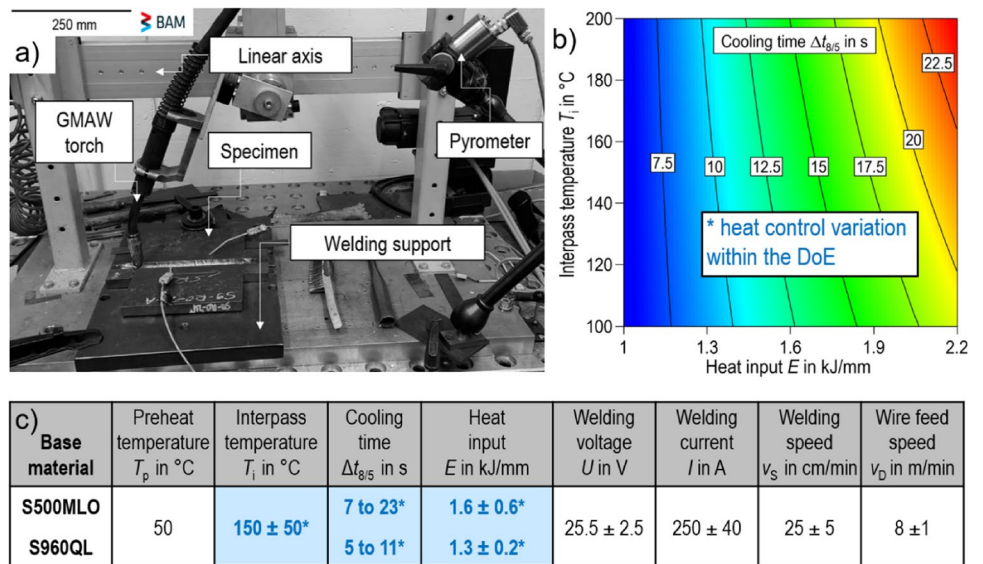 250 mm
BAM
a)
Linear axis
GMAW
torch
Specimen
Pyrometer
Welding support
b)
Cooling time Δt8/5 in s
200
180
160
140
120
100
Interpass temperature Ti in °C
22.5
20
7.5
10
12.5
15
17.5
* heat control variation
within the DoE
1
1.3
1.6
1.9
2.2
Heat input E in kJ/mm
c)
Base
material
Preheat
temperature
Tp in °C
Interpass
temperature
Ti in °C
Cooling
time
Δt8/5 in s
Heat
input
E in kJ/mm
Welding
voltage
U in V
Welding
current
I in A
Welding
speed
vS in cm/min
Wire feed
speed
vD in m/min
S500MLO
S960QL
50
150 ± 50*
7 to 23*
5 to 11*
1.6 ± 0.6*
1.3 ± 0.2*
25.5 ± 2.5
250 ± 40
25 ± 5
8 ±1